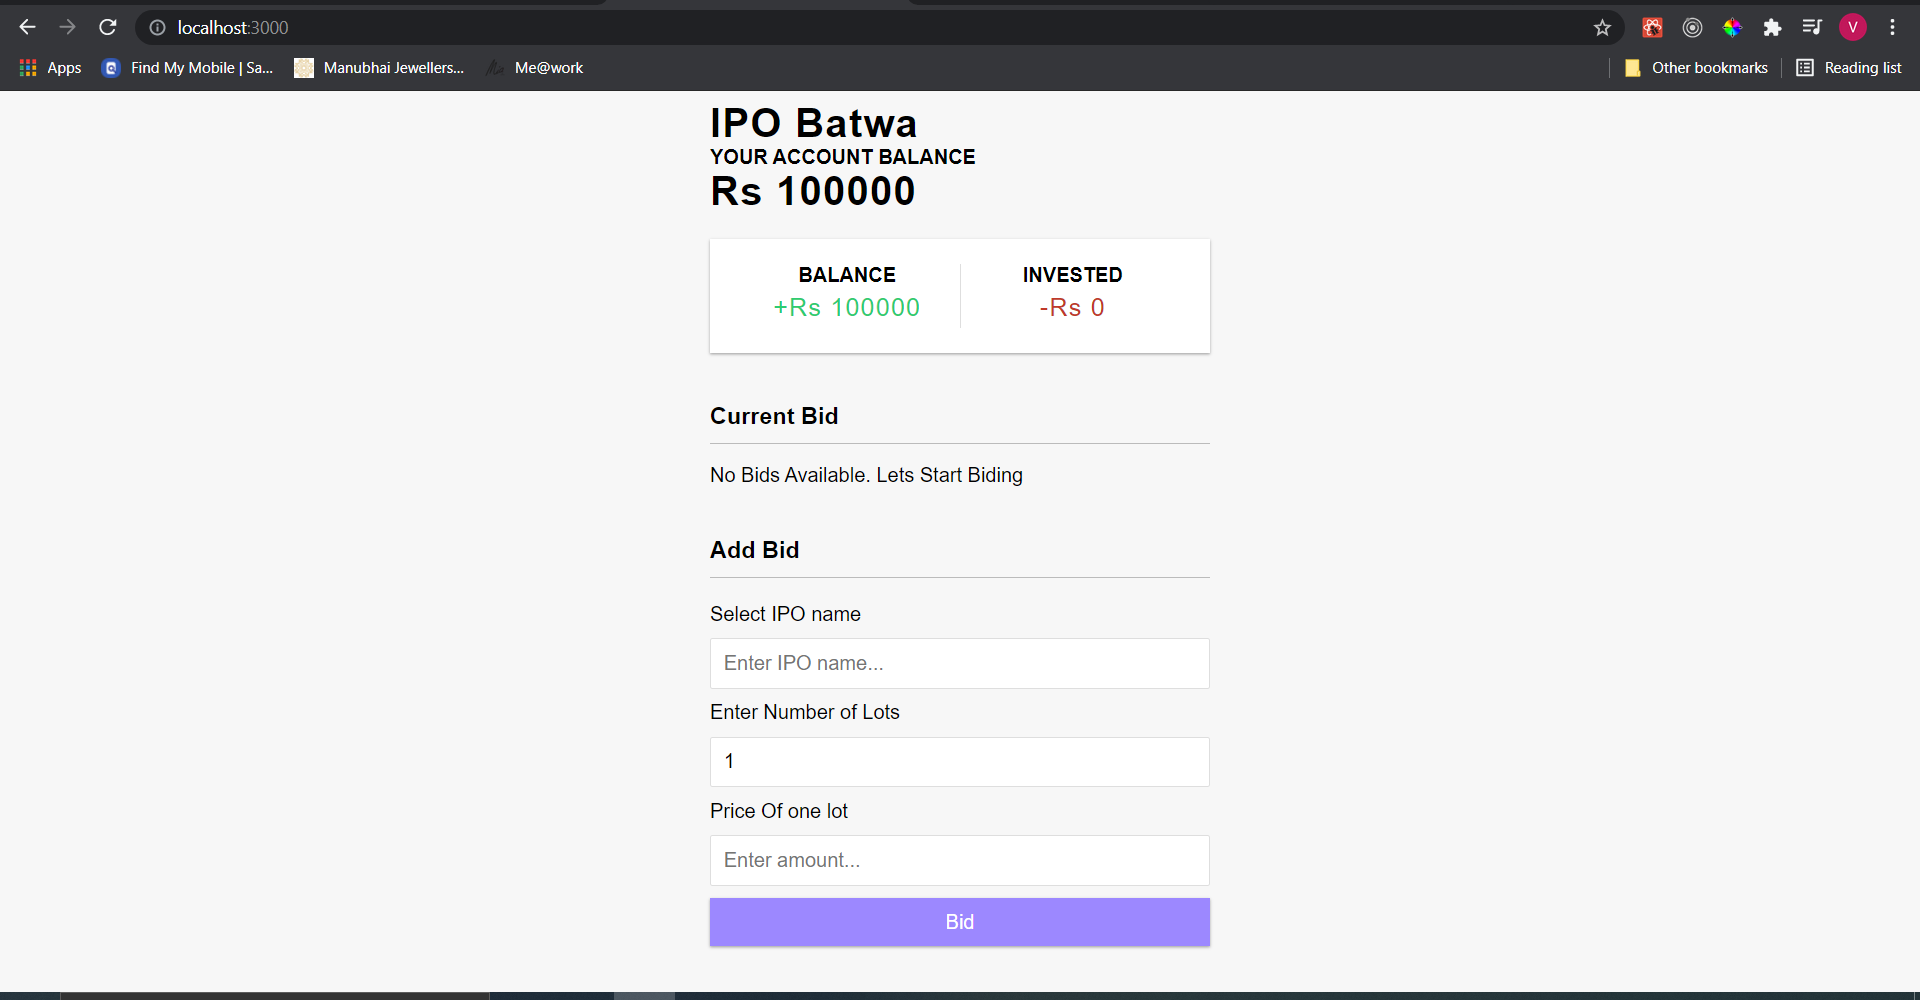 localhost:3000
V
Apps Find My Mobile | Sa... Manubhai Jewellers... Me@work Other bookmarks Reading list
IPO Batwa
YOUR ACCOUNT BALANCE
Rs 100000
BALANCE INVESTED
+Rs 100000 -Rs 0
Current Bid
No Bids Available. Lets Start Biding
Add Bid
Select IPO name
Enter IPO name...
Enter Number of Lots
1
Price Of one lot
Enter amount...
Bid